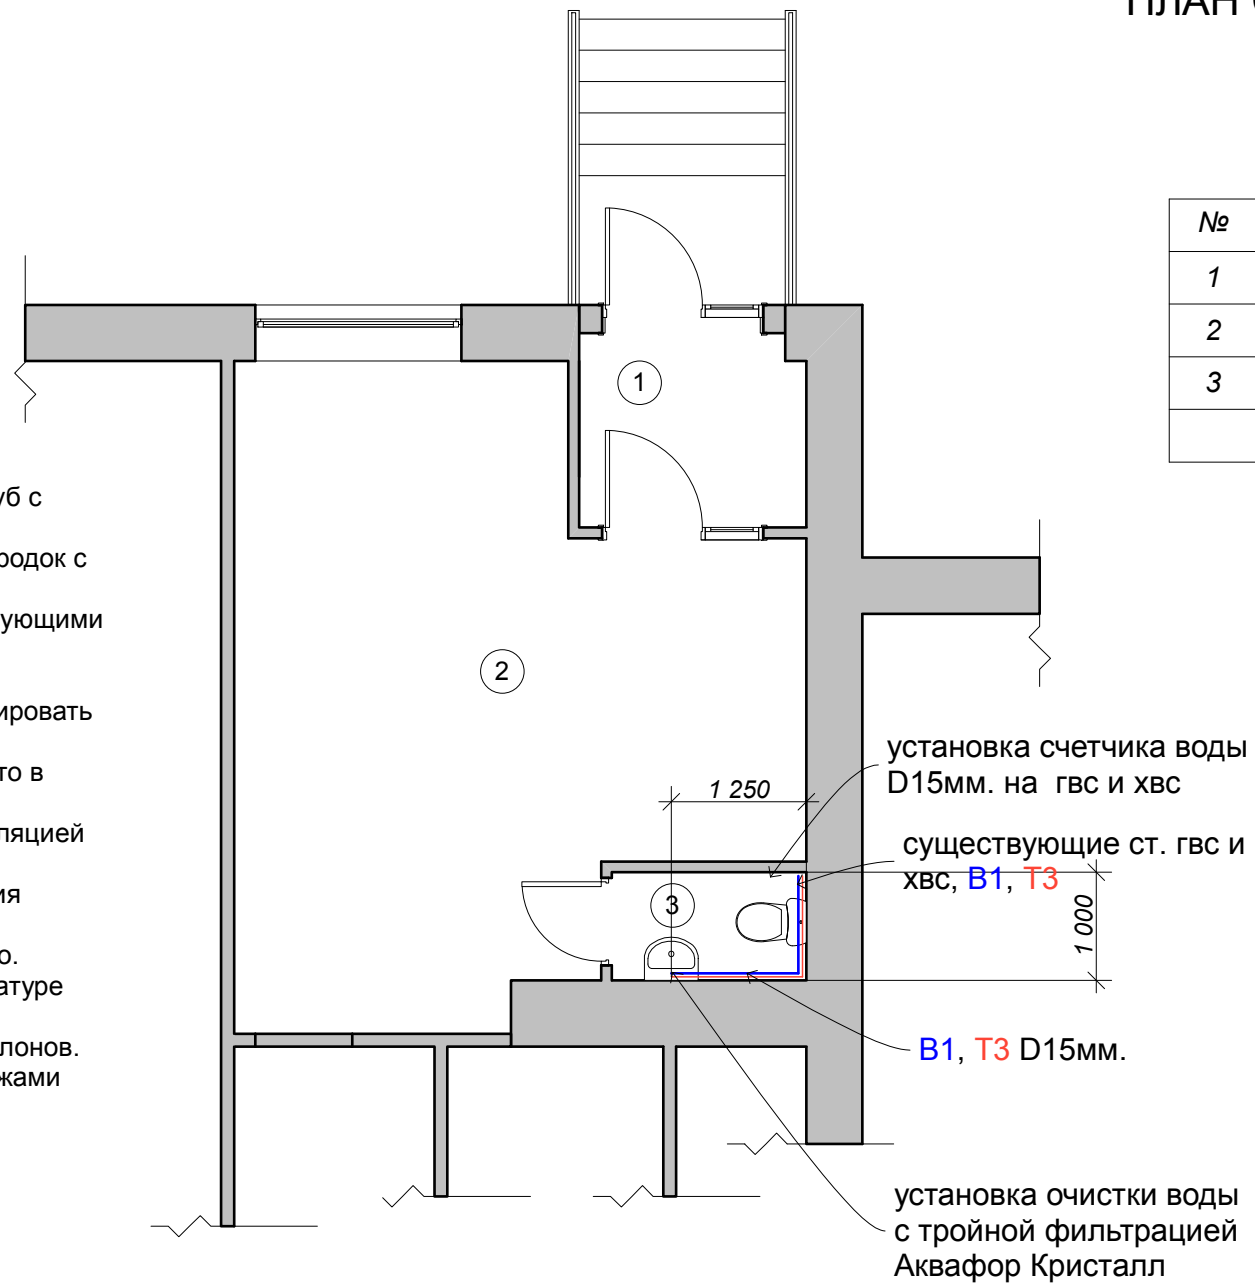 ПЛАН
№
1
2
3
1
2
3
уб с
родок с
ующими
ировать
то в
ляцией
ия
о.
атуре
лонов.
жами
1 250
установка счетчика воды
D15мм. на гвс и хвс
существующие ст. гвс и
хвс, В1, Т3
1 000
В1, Т3 D15мм.
установка очистки воды
с тройной фильтрацией
Аквафор Кристалл